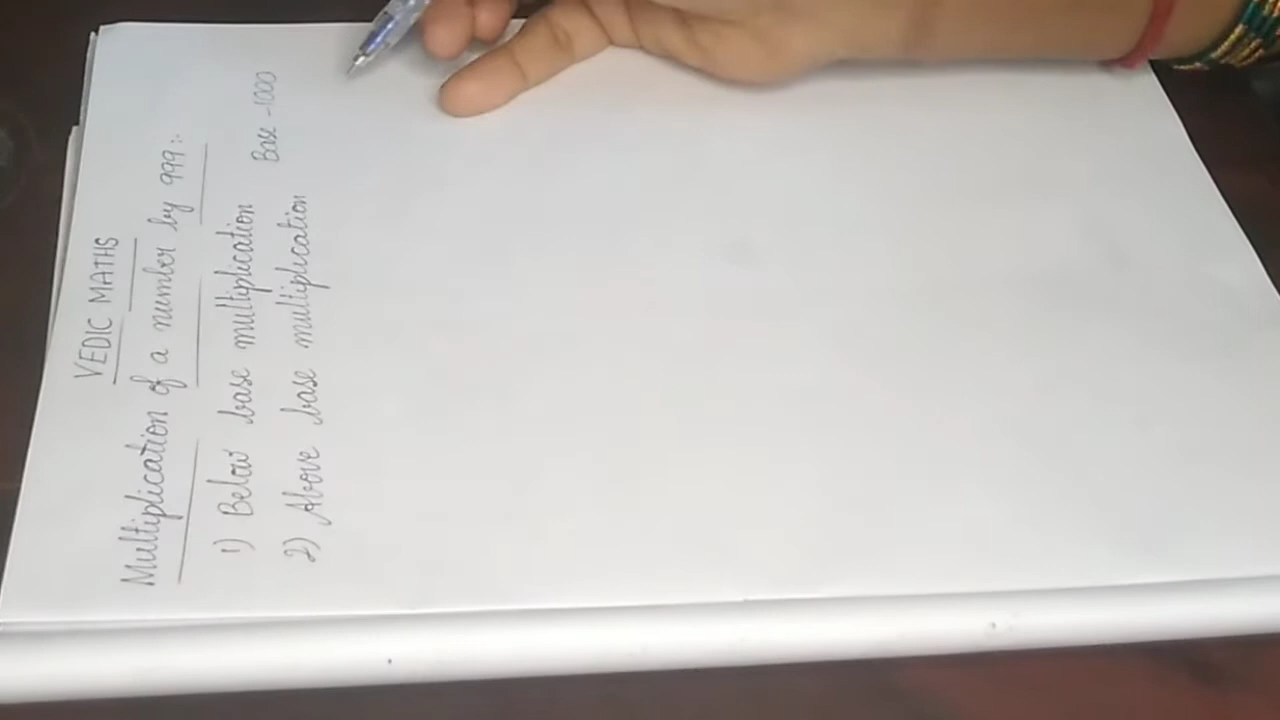 VEDIC MATHS
Multiplication of a number by 999:-
1) Below base multiplication Base -1000
2) Above base multiplication